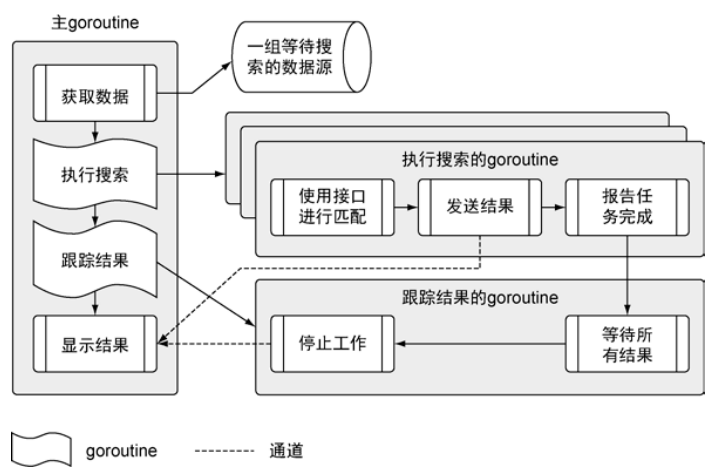 主goroutine
获取数据
一组等待搜
索的数据源
执行搜索
执行搜索的goroutine
使用接口
进行匹配
发送结果
报告任
务完成
跟踪结果
跟踪结果的goroutine
显示结果
停止工作
等待所
有结果
goroutine
通道